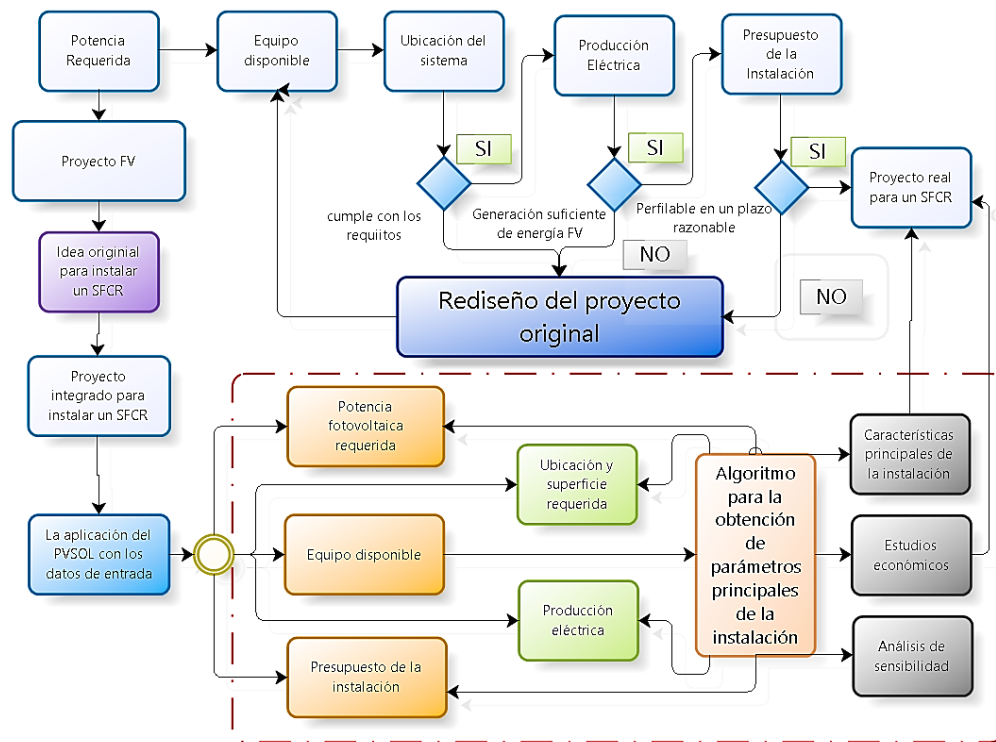 Potencia
Requerida
Equipo
disponible
Ubicación del
sistema
Producción
Eléctrica
Presupuesto
de la
Instalación
SI
SI
SI
Proyecto FV
cumple con los
requiitos
Generación suficiente
de energía FV
Perfilable en un plazo
razonable
Proyecto real
para un SFCR
NO
NO
Idea originial
para instalar
un SFCR
Rediseño del proyecto
original
Proyecto
integrado para
instalar un SFCR
Potencia
fotovoltaica
requerida
Ubicación y
superficie
requerida
Características
principales de
la instalación
La aplicación del
PVSOL con los
datos de entrada
Equipo disponible
Algoritmo
para la
obtención
de
parámetros
principales
de la
instalación
Estudios
económicos
Producción
eléctrica
Presupuesto de la
instalación
Análisis de
sensibilidad